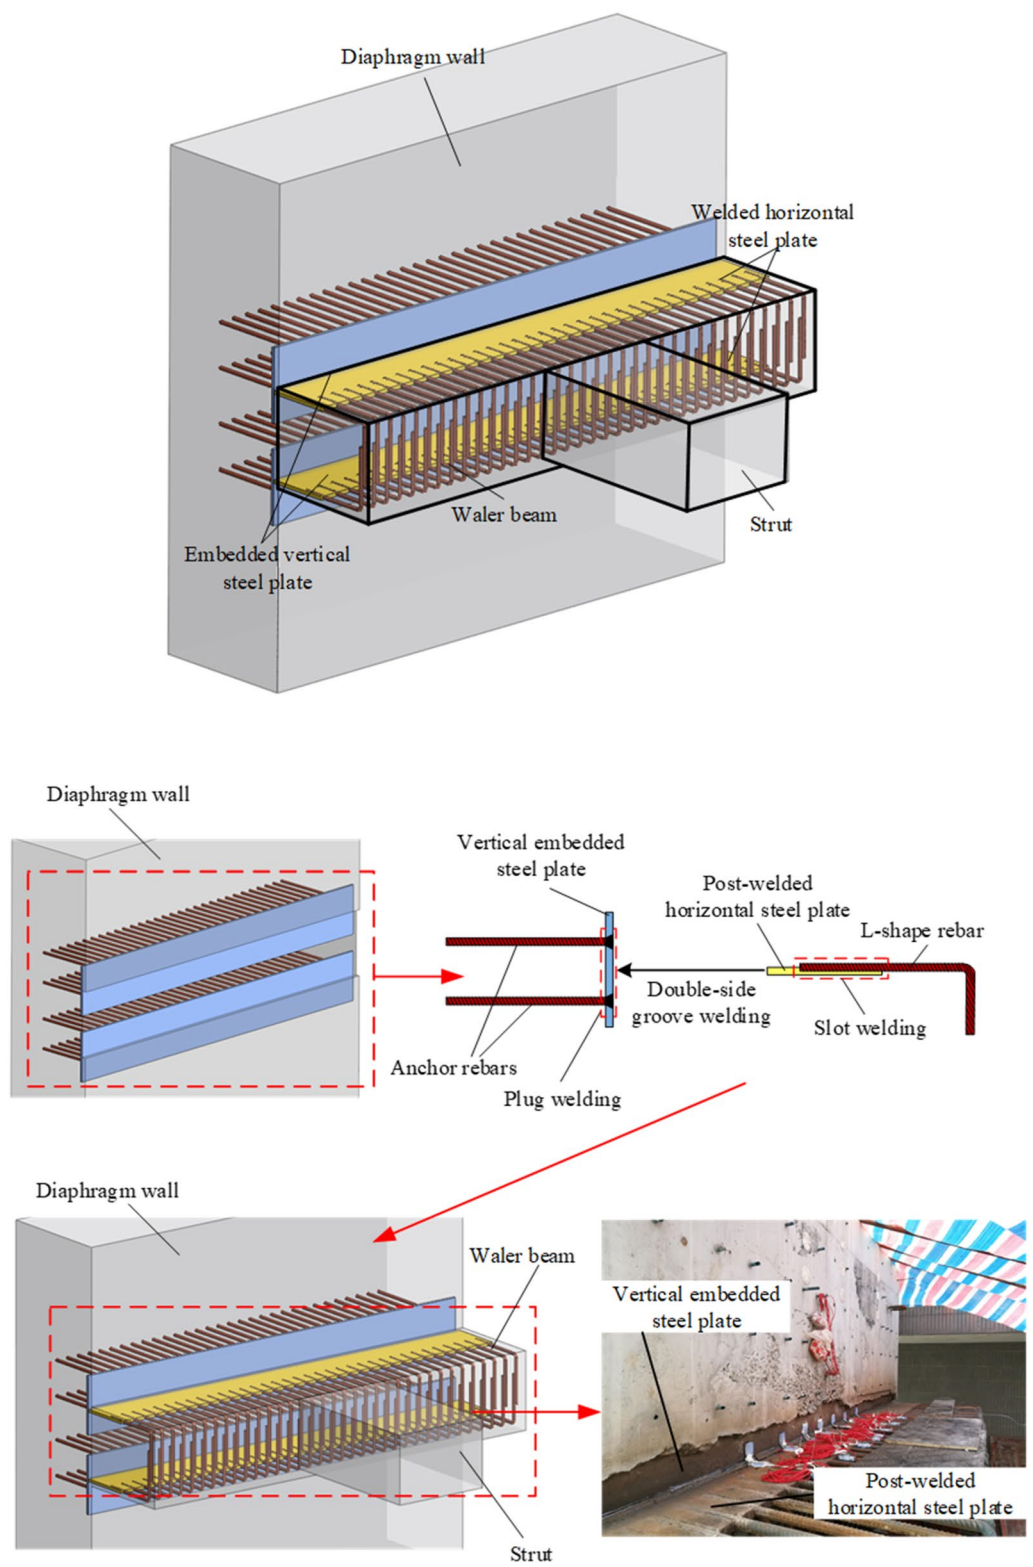 Diaphragm wall
Welded horizontal
steel plate
Waler beam
Strut
Embedded vertical
steel plate
Diaphragm wall
Vertical embedded
steel plate
Post-welded
horizontal steel plate
L-shape rebar
Double-side
groove welding
Slot welding
Anchor rebars
Plug welding
Diaphragm wall
Waler beam
Strut
Vertical embedded
steel plate
Post-welded
horizontal steel plate